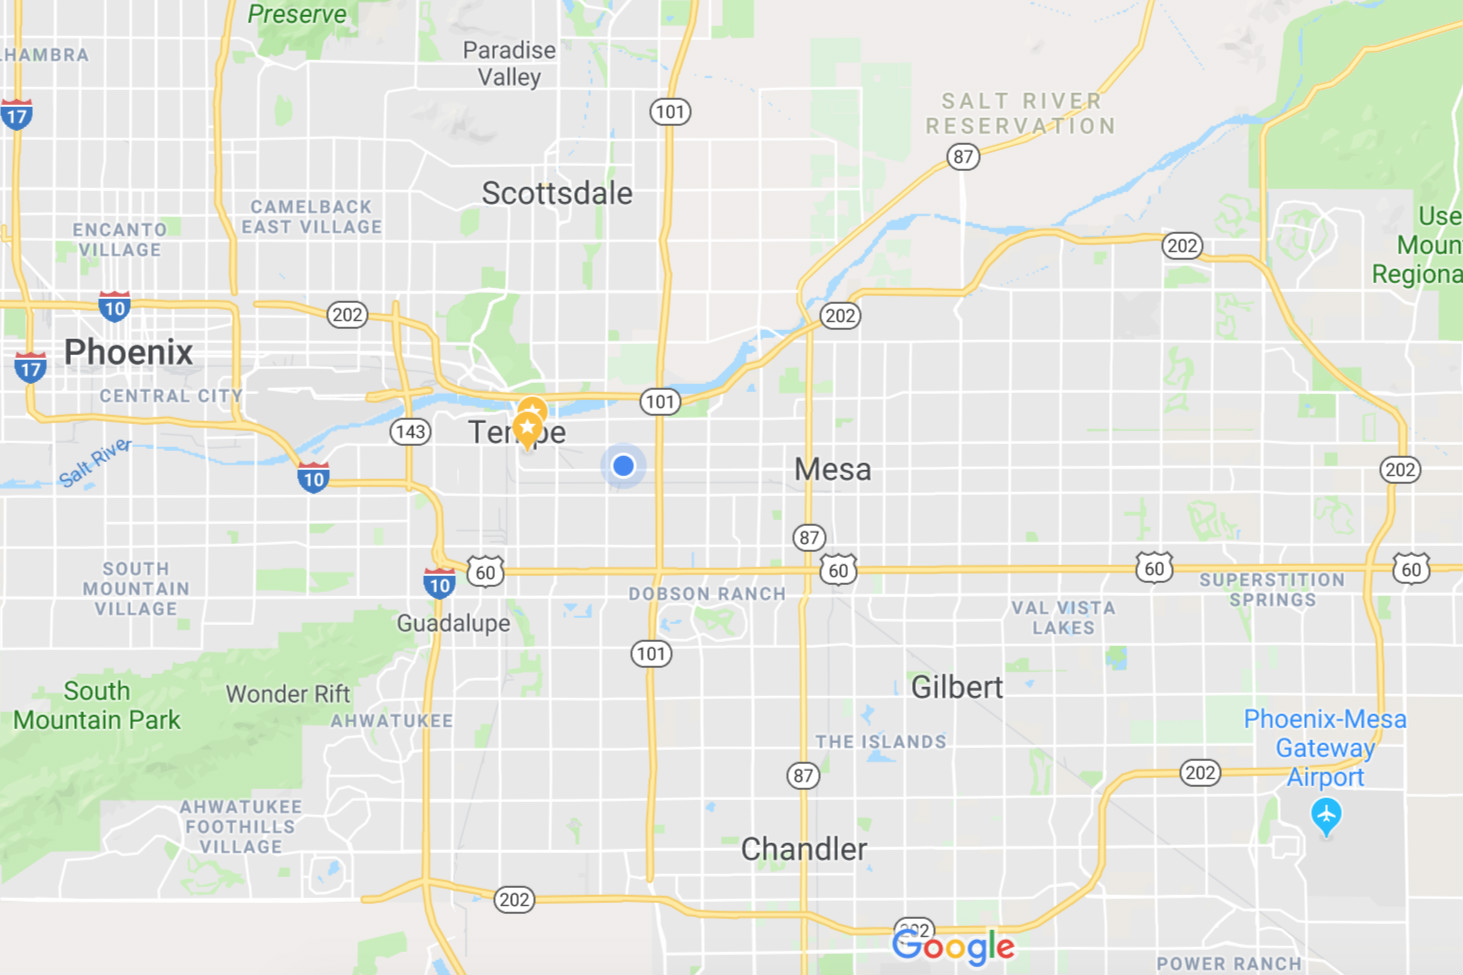 Preserve
Paradise
Valley
HAMBRA
17
101
SALT RIVER
RESERVATION
87
Scottsdale
CAMELBACK
EAST VILLAGE
ENCANTO
VILLAGE
202
Use
Moun
Regiona
10
202
202
Phoenix
17
CENTRAL CITY
101
143
Tempe
Salt River
10
Mesa
202
87
60
60
60
60
10
SOUTH
MOUNTAIN
VILLAGE
DOBSON RANCH
SUPERSTITION
SPRINGS
VAL VISTA
LAKES
Guadalupe
101
South
Mountain Park
Wonder Rift
AHWATUKEE
Gilbert
Phoenix-Mesa
Gateway
Airport
THE ISLANDS
87
202
AHWATUKEE
FOOTHILLS
VILLAGE
Chandler
202
202
Google
POWER RANCH